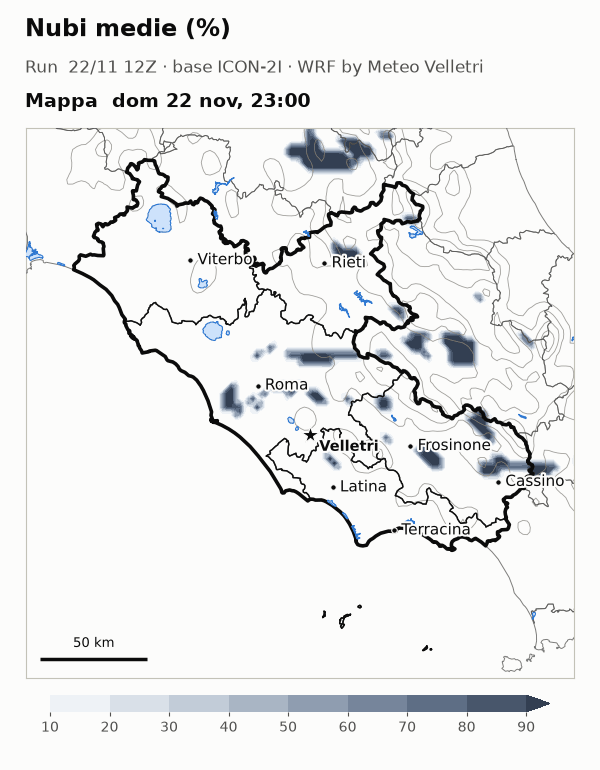 Nubi medie (%)
Run  22/11 12Z · base ICON-2I · WRF by Meteo Velletri
Mappa  dom 22 nov, 23:00
Viterbo
Rieti
Roma
Velletri
Frosinone
Latina
Cassino
Terracina
50 km
10 20 30 40 50 60 70 80 90